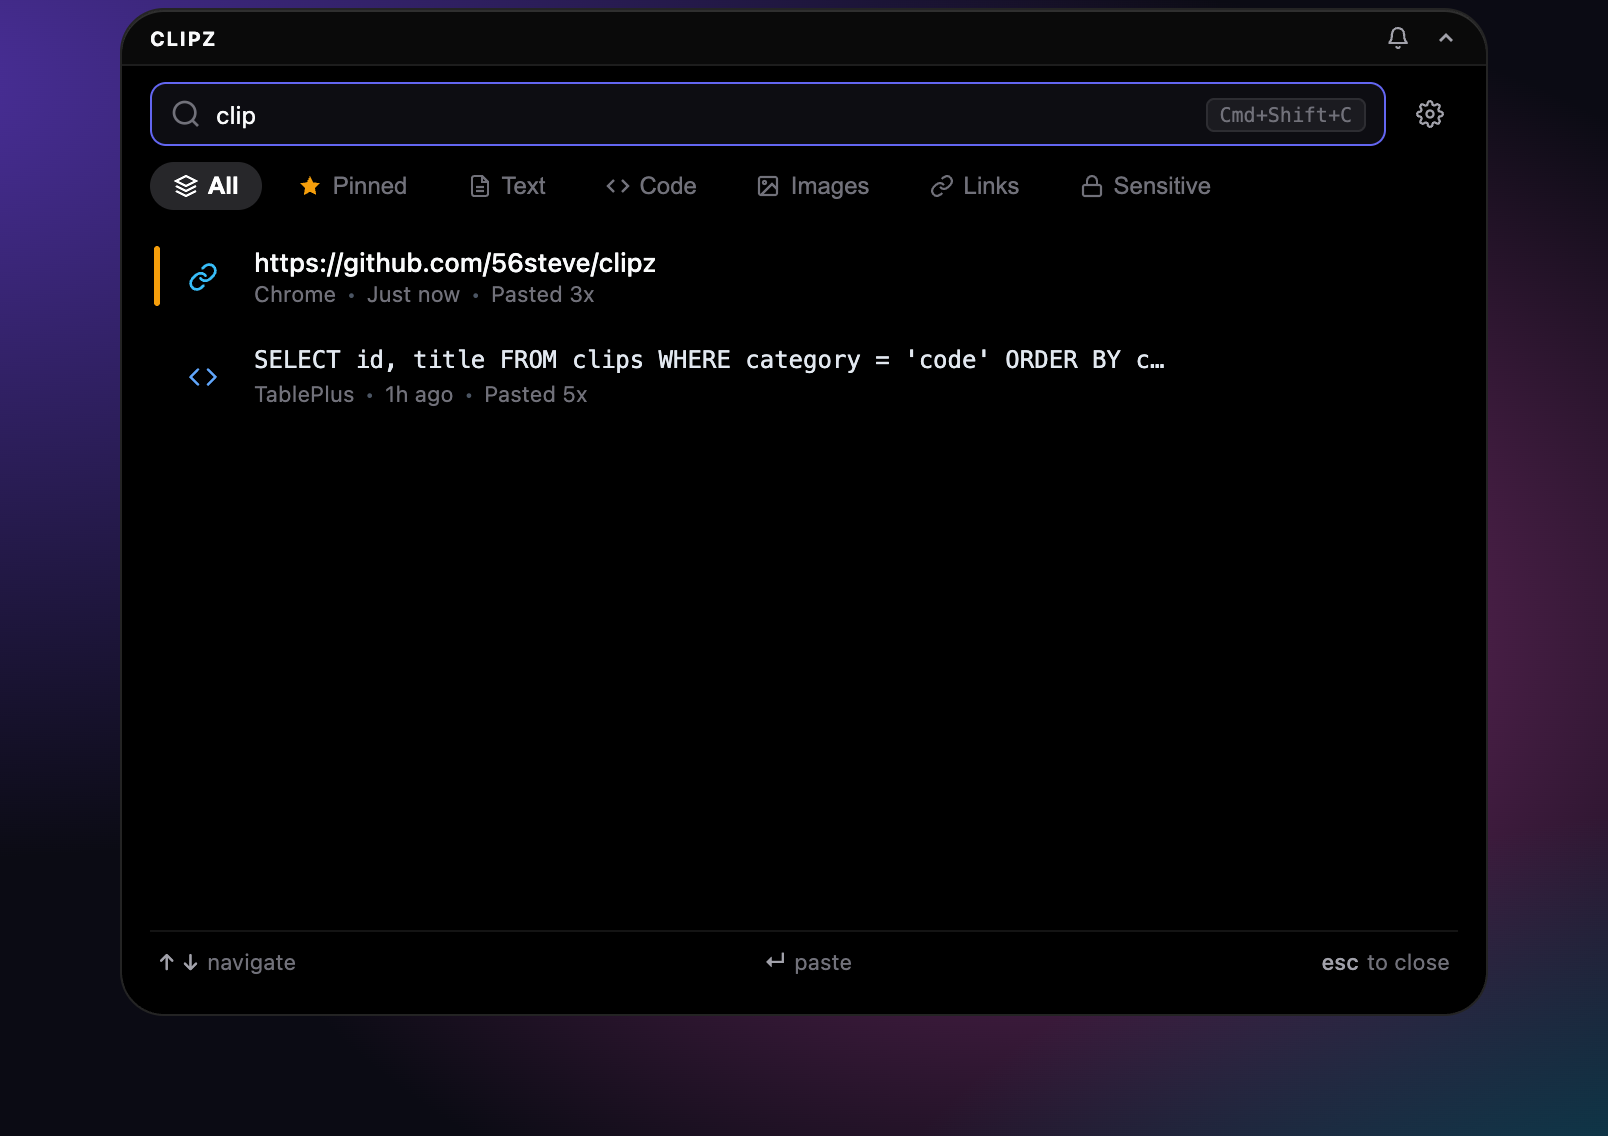 CLIPZ
clip
Cmd+Shift+C
All Pinned Text Code Images Links Sensitive
https://github.com/56steve/clipz
Chrome • Just now • Pasted 3x
SELECT id, title FROM clips WHERE category = 'code' ORDER BY c…
TablePlus • 1h ago • Pasted 5x
↑ ↓ navigate
↵ paste
esc to close